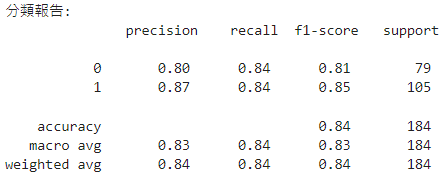 分類報告:
precision recall f1-score support
0 0.80 0.84 0.81 79
1 0.87 0.84 0.85 105
accuracy 0.84 184
macro avg 0.83 0.84 0.83 184
weighted avg 0.84 0.84 0.84 184